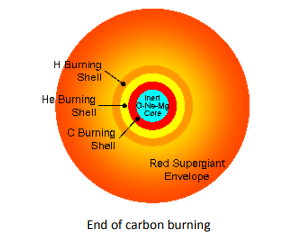 H Burning
Shell
He Burning
Shell
C Burning
Shell
Inert
O-Ne-Mg
Core
Red Supergiant
Envelope
End of carbon burning